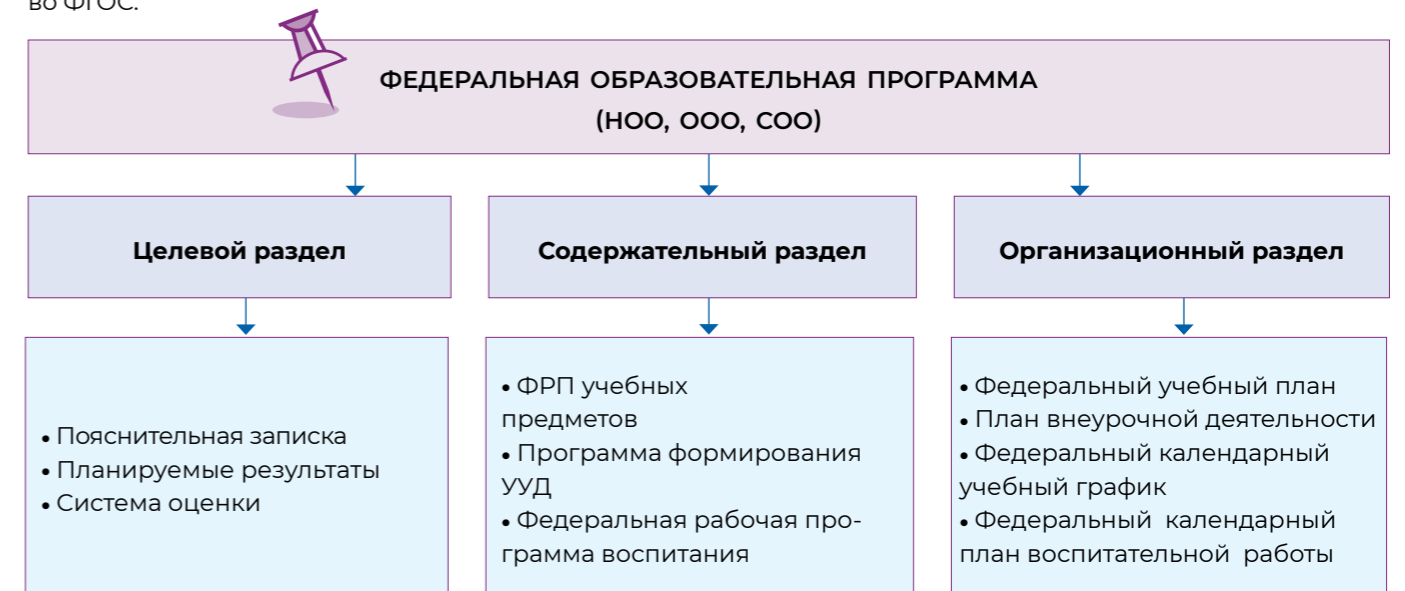 во ФГОС.
ФЕДЕРАЛЬНАЯ ОБРАЗОВАТЕЛЬНАЯ ПРОГРАММА
(НОО, ООО, СОО)
Целевой раздел
Содержательный раздел
Организационный раздел
• Пояснительная записка
• Планируемые результаты
• Система оценки
• ФРП учебных
предметов
• Программа формирования
УУД
• Федеральная рабочая про-
грамма воспитания
• Федеральный учебный план
• План внеурочной деятельности
• Федеральный календарный
учебный график
• Федеральный календарный
план воспитательной работы